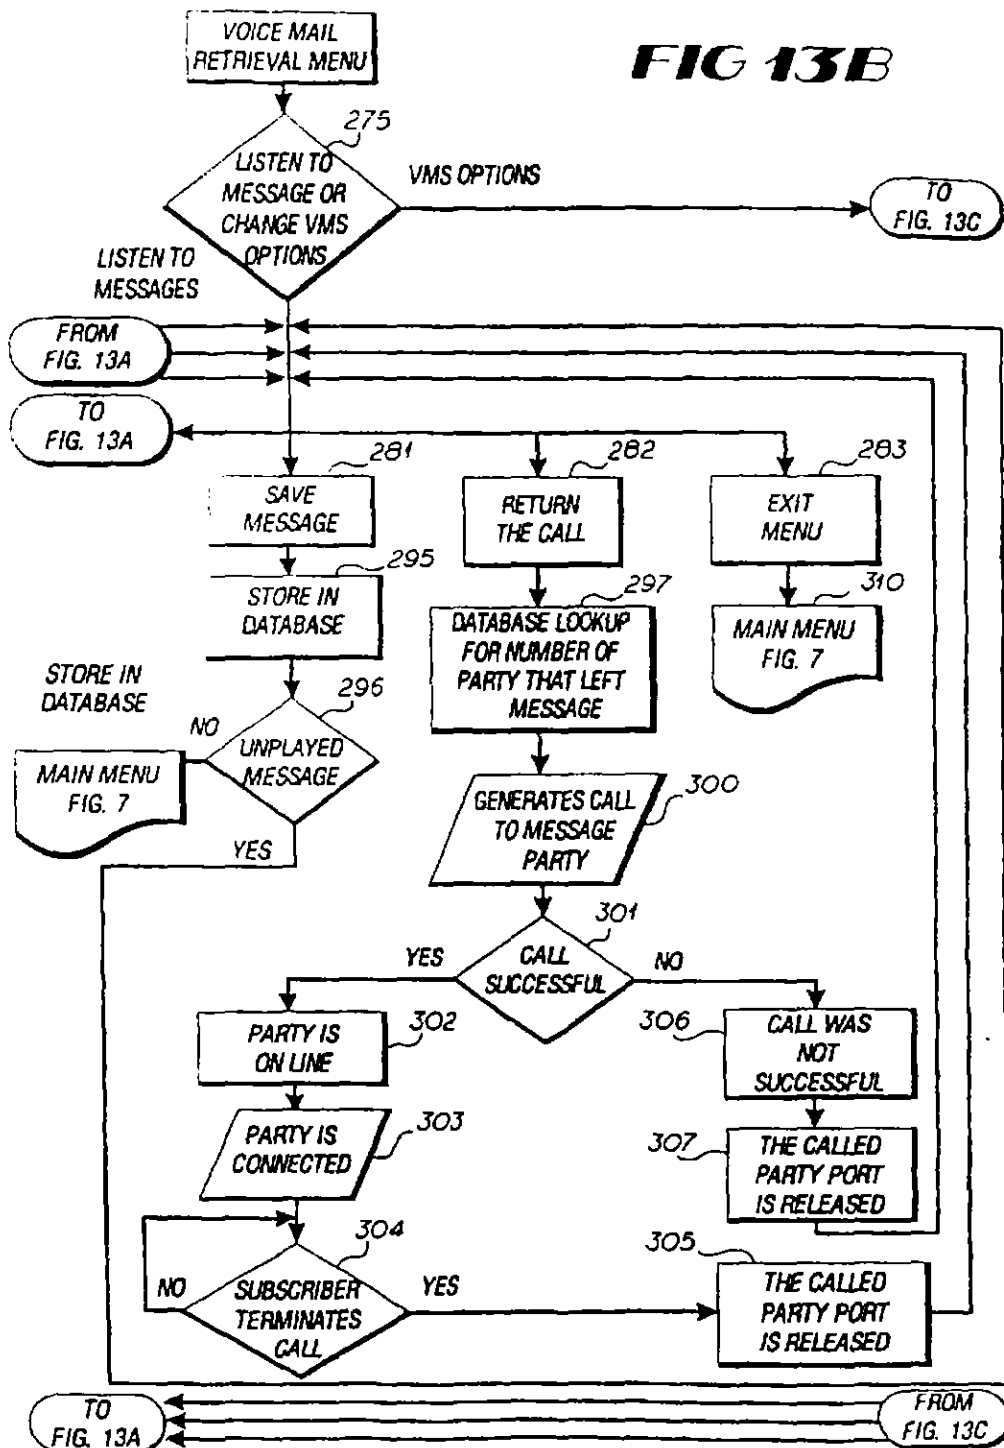 FIG 13B
VOICE MAIL
RETRIEVAL MENU
275
LISTEN TO
MESSAGE OR
CHANGE VMS
OPTIONS
VMS OPTIONS
TO
FIG. 13C
LISTEN TO
MESSAGES
FROM
FIG. 13A
TO
FIG. 13A
281
SAVE
MESSAGE
282
RETURN
THE CALL
283
EXIT
MENU
295
STORE IN
DATABASE
297
DATABASE LOOKUP
FOR NUMBER OF
PARTY THAT LEFT
MESSAGE
310
MAIN MENU
FIG. 7
STORE IN
DATABASE
296
UNPLAYED
MESSAGE
NO
MAIN MENU
FIG. 7
YES
300
GENERATES CALL
TO MESSAGE
PARTY
301
CALL
SUCCESSFUL
YES
NO
302
PARTY IS
ON LINE
306
CALL WAS
NOT
SUCCESSFUL
303
PARTY IS
CONNECTED
307
THE CALLED
PARTY PORT
IS RELEASED
304
SUBSCRIBER
TERMINATES
CALL
NO
YES
305
THE CALLED
PARTY PORT
IS RELEASED
TO
FIG. 13A
FROM
FIG. 13C